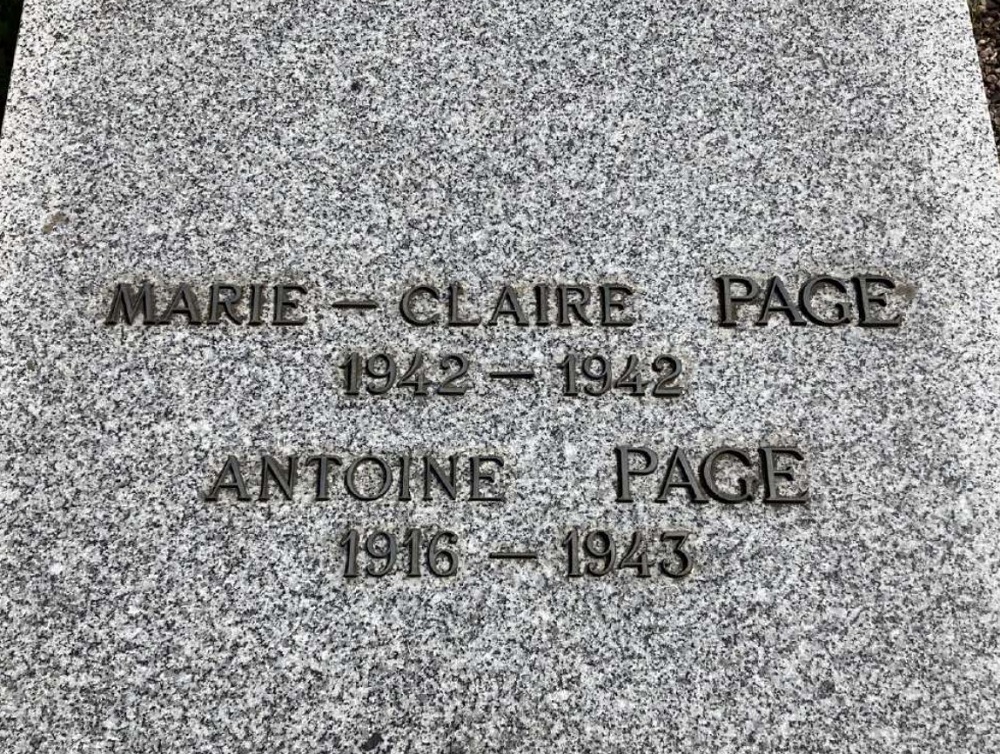 MARIE – CLAIRE PAGE
1942 – 1942
ANTOINE PAGE
1916 – 1943